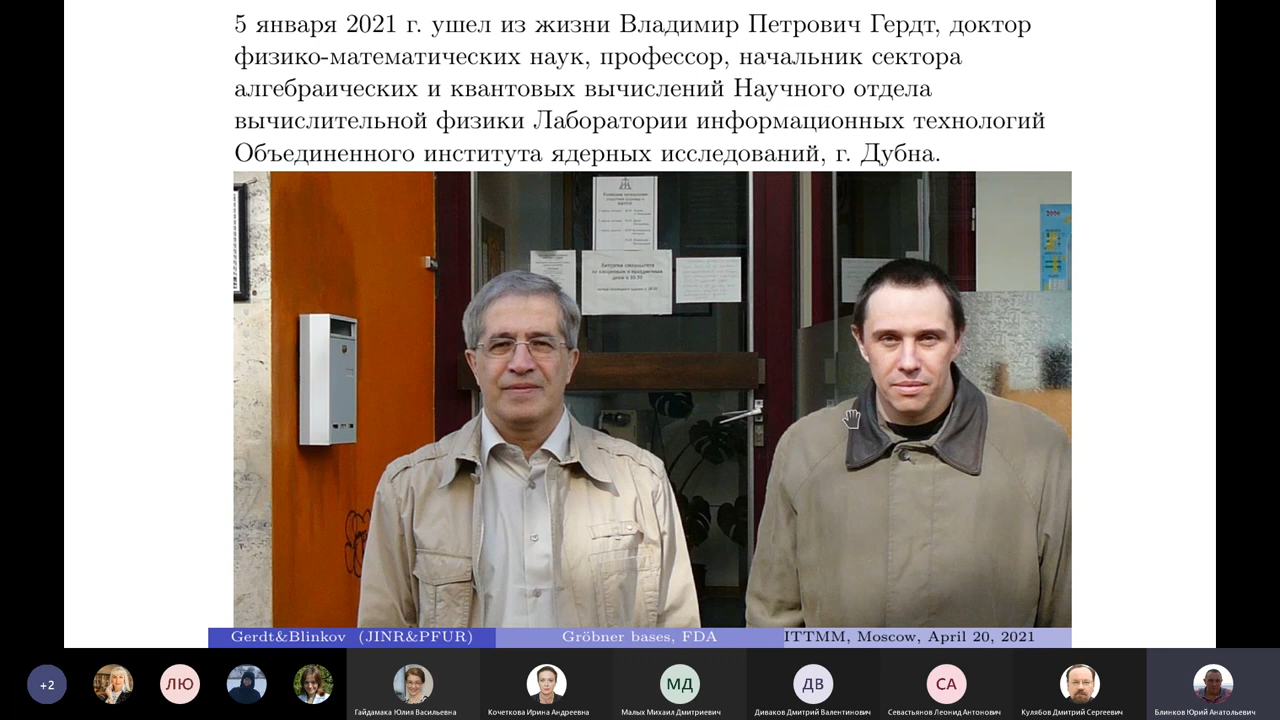 5 января 2021 г. ушел из жизни Владимир Петрович Гердт, доктор
физико-математических наук, профессор, начальник сектора
алгебраических и квантовых вычислений Научного отдела
вычислительной физики Лаборатории информационных технологий
Объединенного института ядерных исследований, г. Дубна.
2006
Gerdt&Blinkov (JINR&PFUR)
Gröbner bases, FDA
ITTMM, Moscow, April 20, 2021
+2
ЛЮ
МД
ДВ
СА
Гайдамака Юлия Васильевна
Кочеткова Ирина Андреевна
Малых Михаил Дмитриевич
Диваков Дмитрий Валентинович
Севастьянов Леонид Антонович
Кулябов Дмитрий Сергеевич
Блинков Юрий Анатольевич